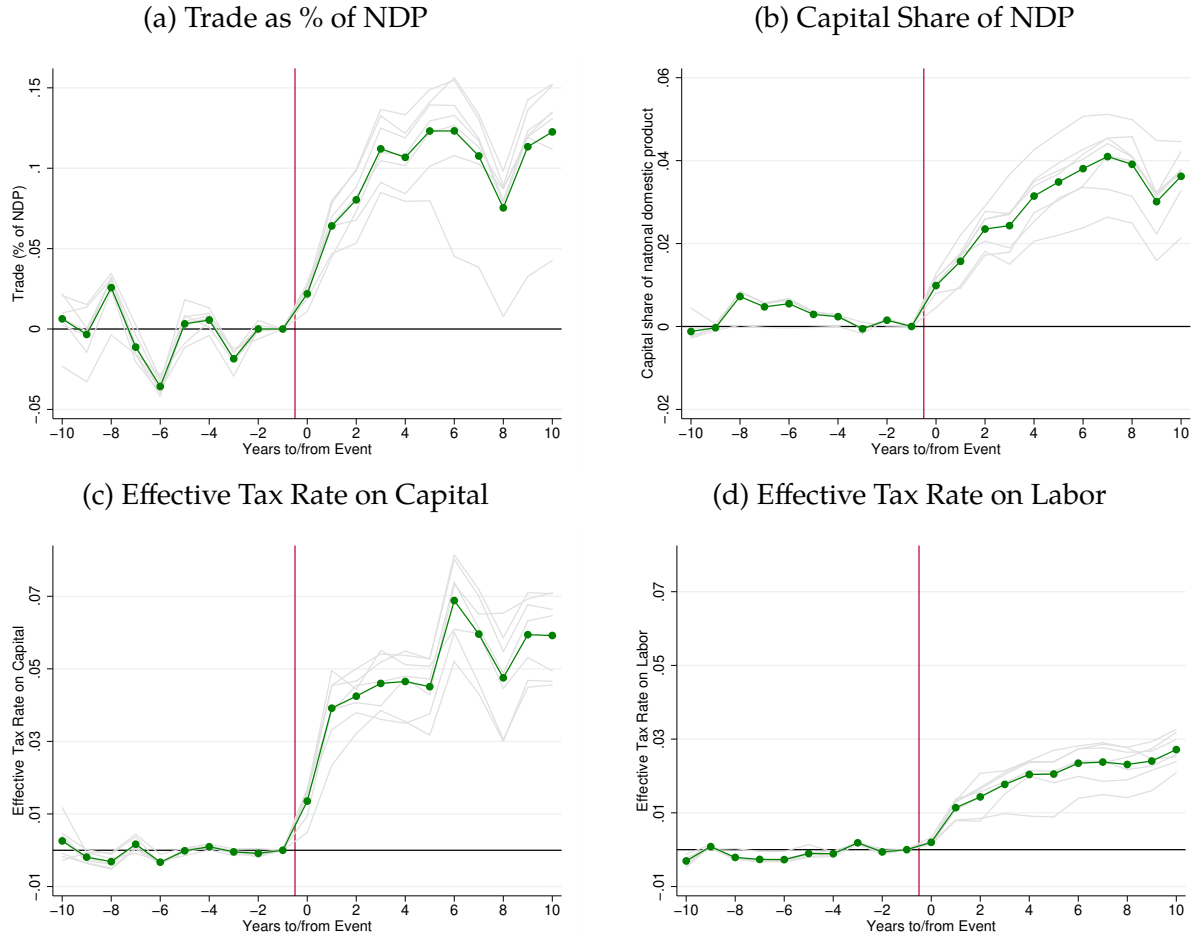 (a) Trade as % of NDP
.15
.1
.05
0
-.05
Trade (% of NDP)
−10 −8 −6 −4 −2 0 2 4 6 8 10
Years to/from Event
(b) Capital Share of NDP
.06
.04
.02
0
-.02
Capital share of natonal domestic product
−10 −8 −6 −4 −2 0 2 4 6 8 10
Years to/from Event
(c) Effective Tax Rate on Capital
.07
.05
.03
.01
-.01
Effective Tax Rate on Capital
−10 −8 −6 −4 −2 0 2 4 6 8 10
Years to/from Event
(d) Effective Tax Rate on Labor
.07
.05
.03
.01
-.01
Effective Tax Rate on Labor
−10 −8 −6 −4 −2 0 2 4 6 8 10
Years to/from Event